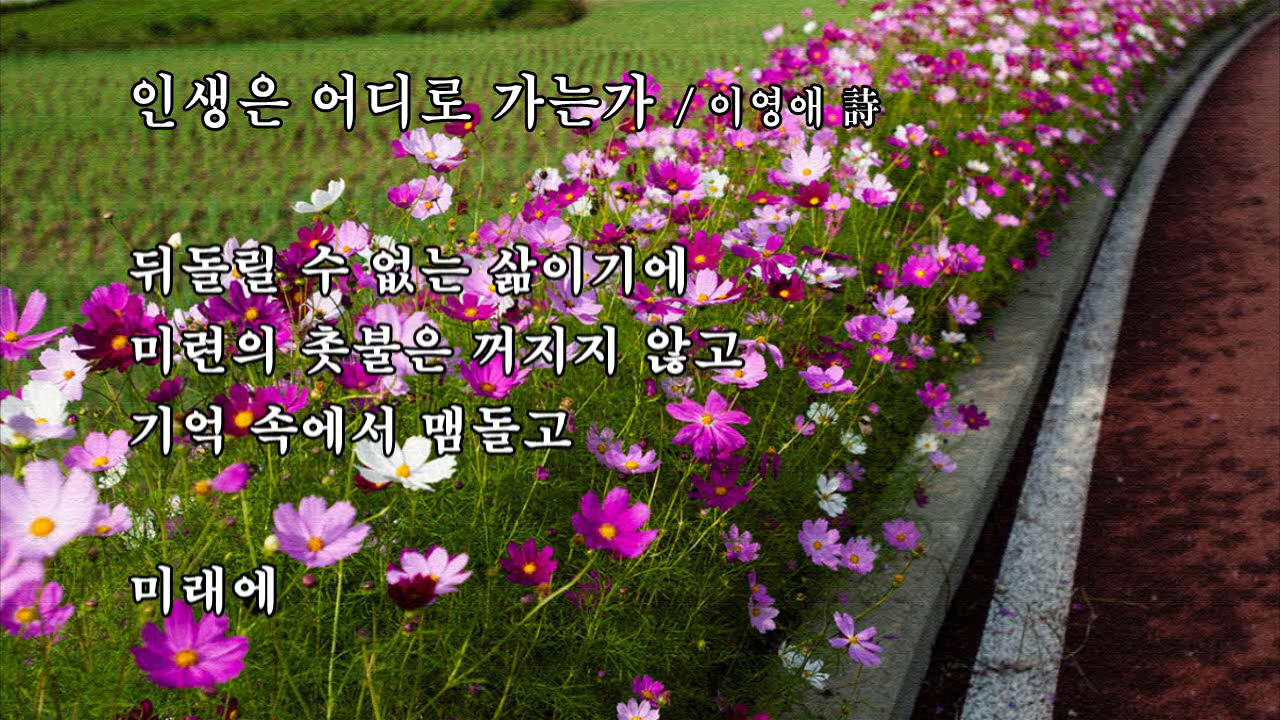 인생은 어디로 가는가 / 이영애 詩
뒤돌릴 수 없는 삶이기에
미련의 촛불은 꺼지지 않고
기억 속에서 맴돌고
미래에